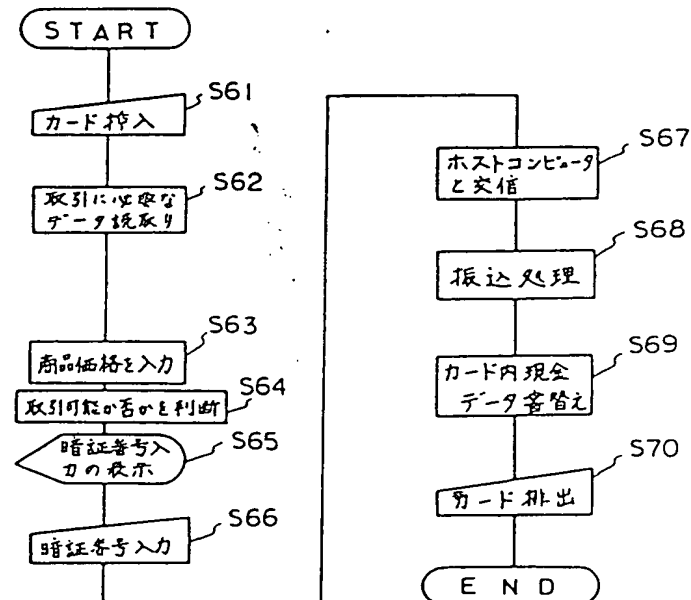 START
S61
カード挿入
S62
取引に必要な
データ読取り
S63
商品価格を入力
S64
取引可能か否かを判断
S65
暗証番号入
力の表示
S66
暗証番号入力
S67
ホストコンピュータ
と交信
S68
振込処理
S69
カード内現金
データ書替え
S70
カード排出
END